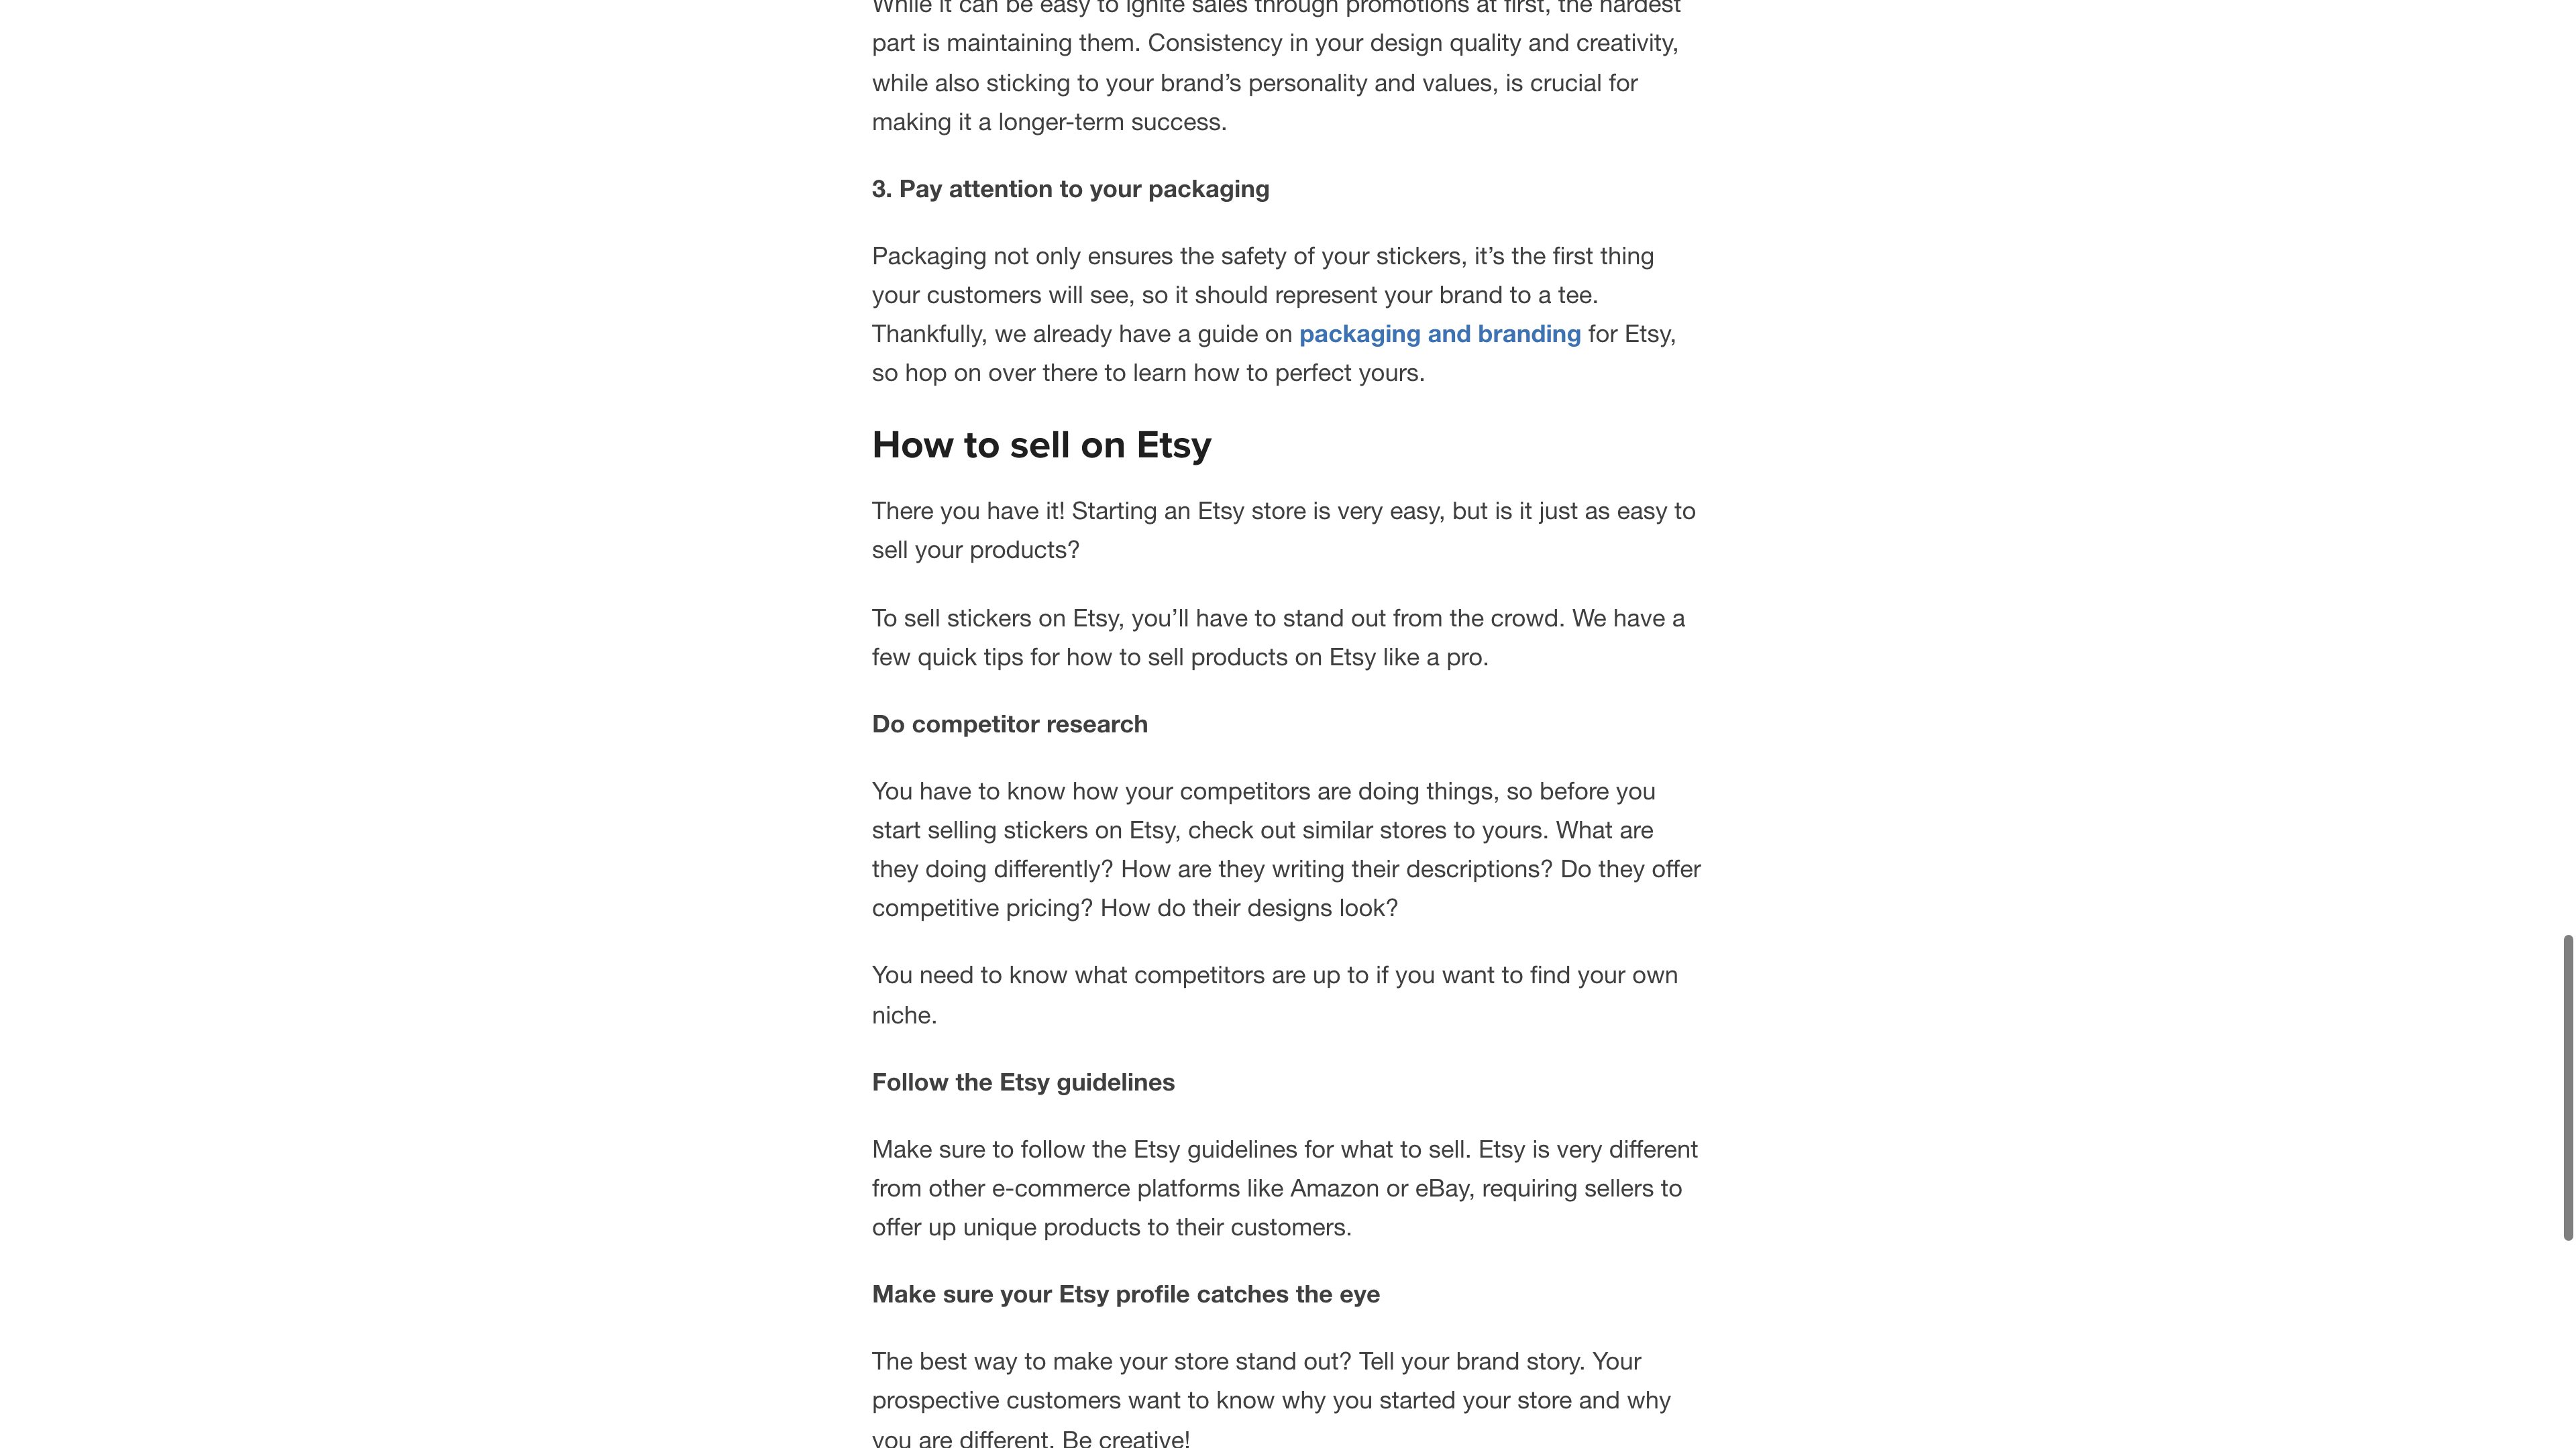 While it can be easy to ignite sales through promotions at first, the hardest
part is maintaining them. Consistency in your design quality and creativity,
while also sticking to your brand’s personality and values, is crucial for
making it a longer-term success.
3. Pay attention to your packaging
Packaging not only ensures the safety of your stickers, it’s the first thing
your customers will see, so it should represent your brand to a tee.
Thankfully, we already have a guide on packaging and branding for Etsy,
so hop on over there to learn how to perfect yours.
How to sell on Etsy
There you have it! Starting an Etsy store is very easy, but is it just as easy to
sell your products?
To sell stickers on Etsy, you’ll have to stand out from the crowd. We have a
few quick tips for how to sell products on Etsy like a pro.
Do competitor research
You have to know how your competitors are doing things, so before you
start selling stickers on Etsy, check out similar stores to yours. What are
they doing differently? How are they writing their descriptions? Do they offer
competitive pricing? How do their designs look?
You need to know what competitors are up to if you want to find your own
niche.
Follow the Etsy guidelines
Make sure to follow the Etsy guidelines for what to sell. Etsy is very different
from other e-commerce platforms like Amazon or eBay, requiring sellers to
offer up unique products to their customers.
Make sure your Etsy profile catches the eye
The best way to make your store stand out? Tell your brand story. Your
prospective customers want to know why you started your store and why
you are different. Be creative!